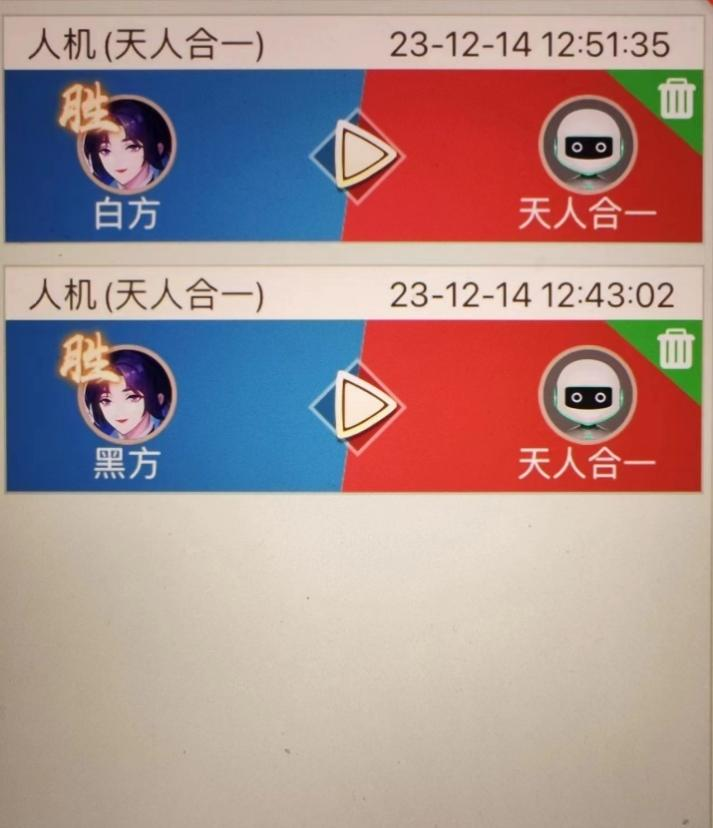 人机(天人合一) 23-12-14 12:51:35
胜
白方 天人合一
人机(天人合一) 23-12-14 12:43:02
胜
黑方 天人合一